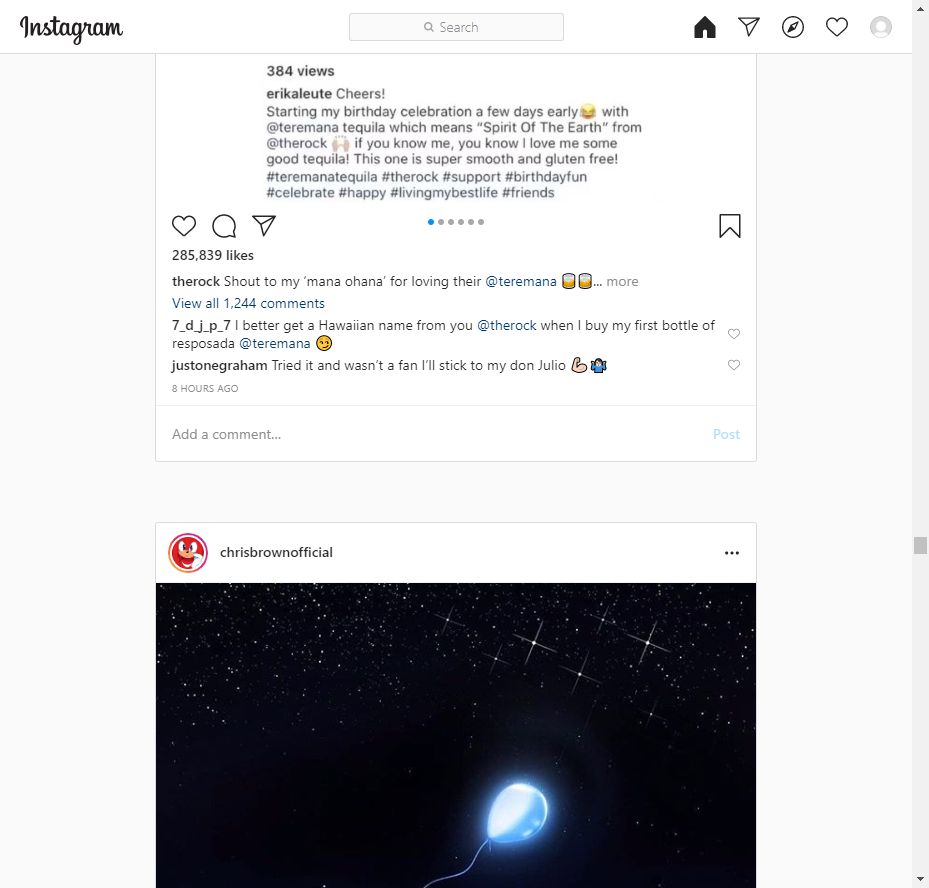 Instagram
Search
384 views
erikaleute Cheers!
Starting my birthday celebration a few days early😂 with
@teremana tequila which means “Spirit Of The Earth” from
@therock 🙌🏼 if you know me, you know I love me some
good tequila! This one is super smooth and gluten free!
#teremanatequila #therock #support #birthdayfun
#celebrate #happy #livingmybestlife #friends
285,839 likes
therock Shout to my ‘mana ohana’ for loving their @teremana 🥃🥃... more
View all 1,244 comments
7_d_j_p_7 I better get a Hawaiian name from you @therock when I buy my first bottle of
resposada @teremana 😏
justonegraham Tried it and wasn’t a fan I’ll stick to my don Julio 💪🏻🤷🏻‍♂️
8 HOURS AGO
Add a comment...
Post
chrisbrownofficial